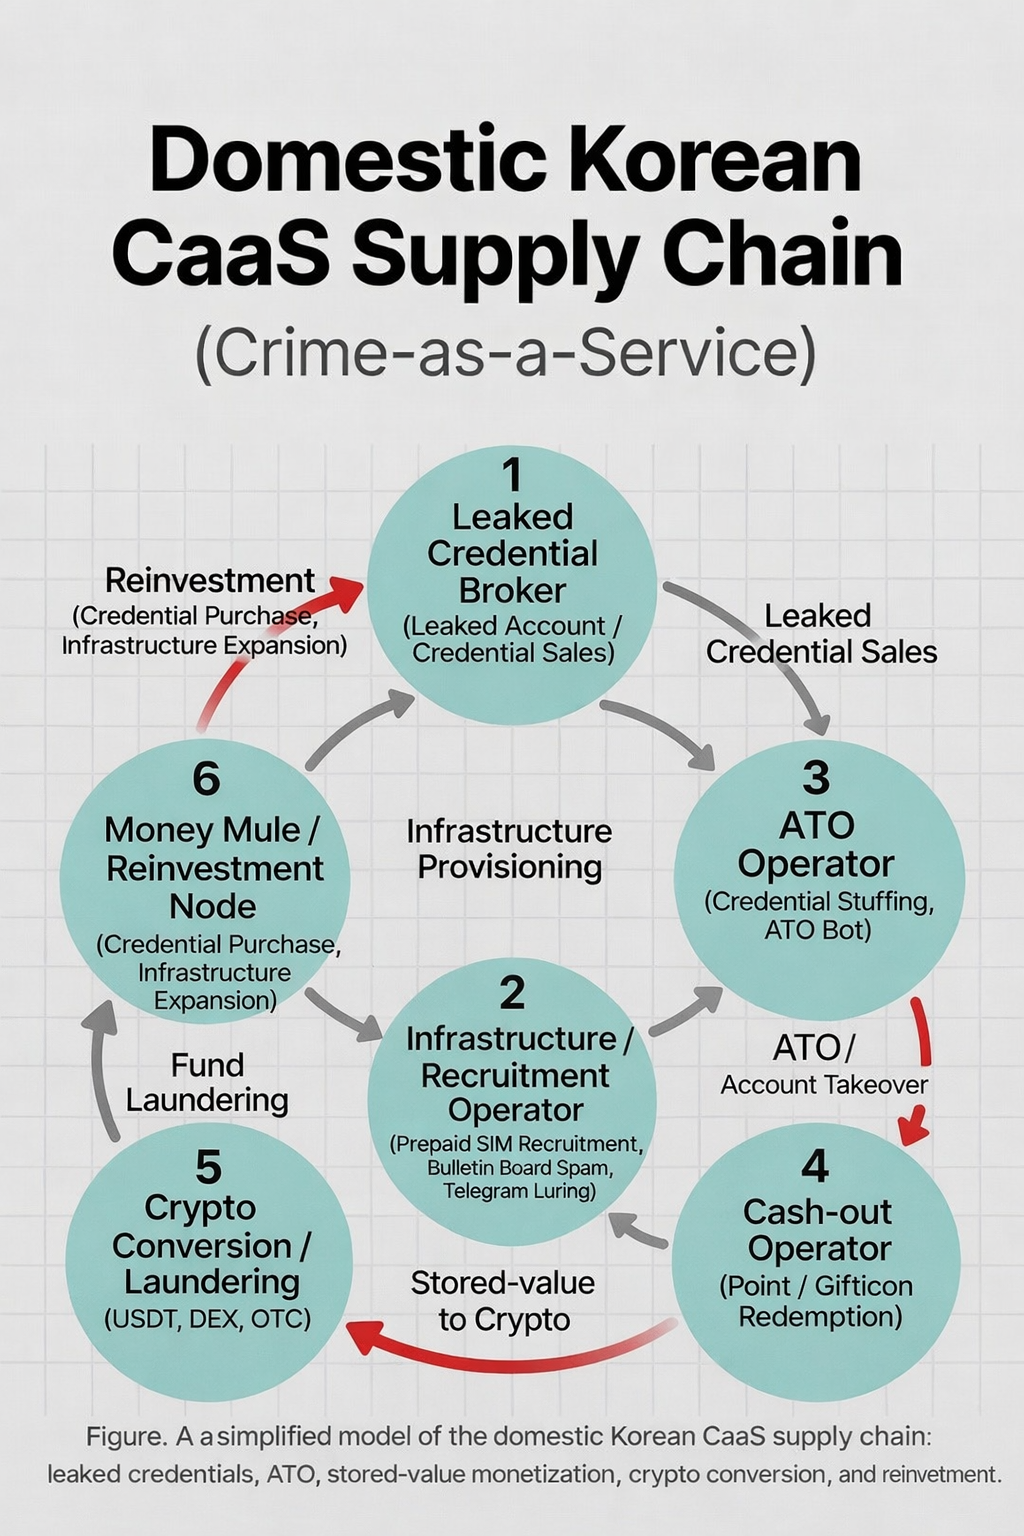 Domestic Korean
CaaS Supply Chain
(Crime-as-a-Service)
1
Leaked
Credential
Broker
(Leaked Account /
Credential Sales)
Reinvestment
(Credential Purchase,
Infrastructure Expansion)
Leaked
Credential Sales
6
Money Mule /
Reinvestment
Node
(Credential Purchase,
Infrastructure
Expansion)
Infrastructure
Provisioning
3
ATO
Operator
(Credential Stuffing,
ATO Bot)
2
Infrastructure /
Recruitment
Operator
(Prepaid SIM Recruitment,
Bulletin Board Spam,
Telegram Luring)
Fund
Laundering
ATO/
Account Takeover
5
Crypto
Conversion /
Laundering
(USDT, DEX, OTC)
4
Cash-out
Operator
(Point / Gifticon
Redemption)
Stored-value
to Crypto
Figure. A a simplified model of the domestic Korean CaaS supply chain:
leaked credentials, ATO, stored-value monetization, crypto conversion, and reinvetment.